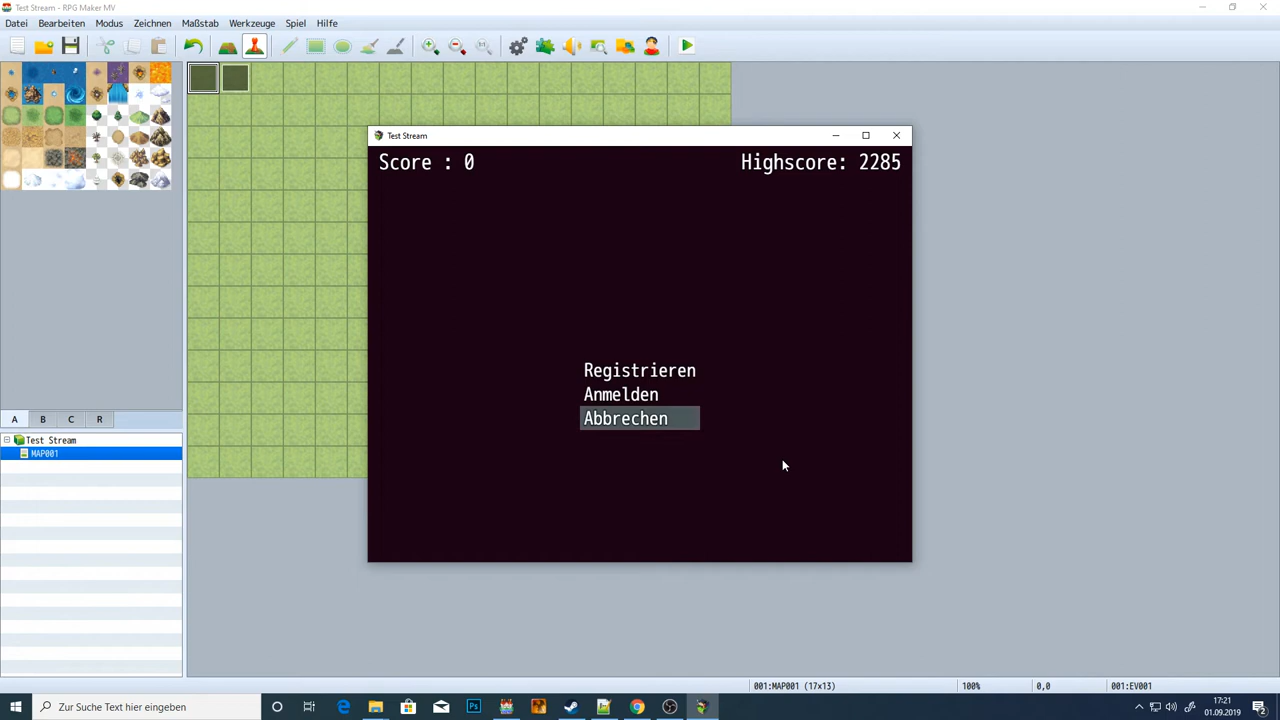 Test Stream - RPG Maker MV
Datei Bearbeiten Modus Zeichnen Maßstab Werkzeuge Spiel Hilfe
Test Stream
Score : 0 Highscore: 2285
Registrieren
Anmelden
Abbrechen
A B C R
Test Stream
MAP001
001:MAP001 (17×13) 100% 0,0 001:EV001
Zur Suche Text hier eingeben
17:21
01.09.2019